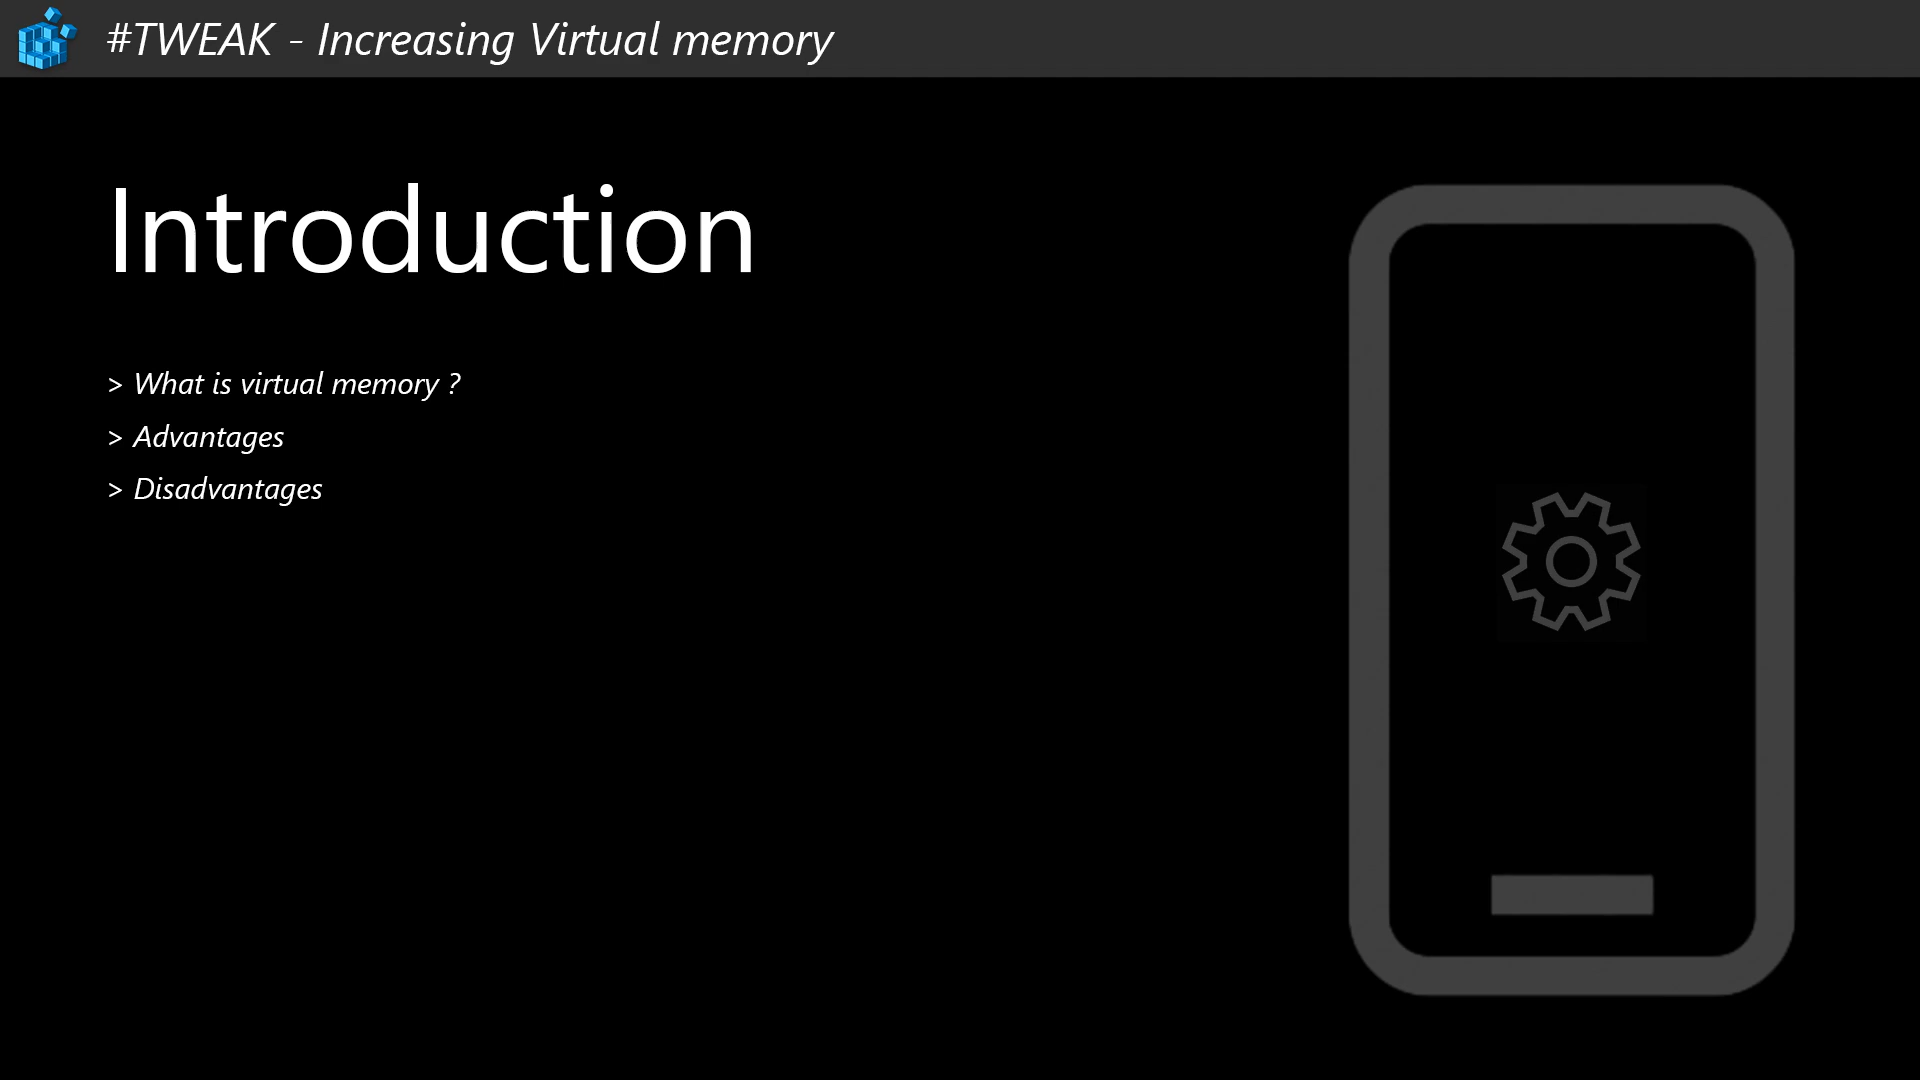 #TWEAK - Increasing Virtual memory
Introduction
> What is virtual memory ?
> Advantages
> Disadvantages